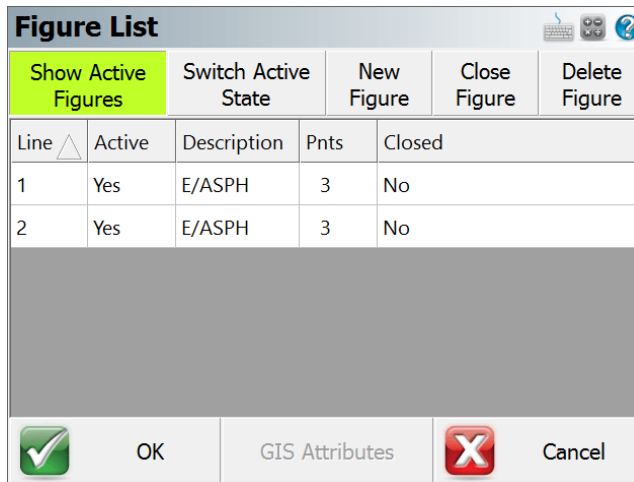 Figure List
Show Active Figures Switch Active State New Figure Close Figure Delete Figure
Line Active Description Pnts Closed
1 Yes E/ASPH 3 No
2 Yes E/ASPH 3 No
OK GIS Attributes Cancel